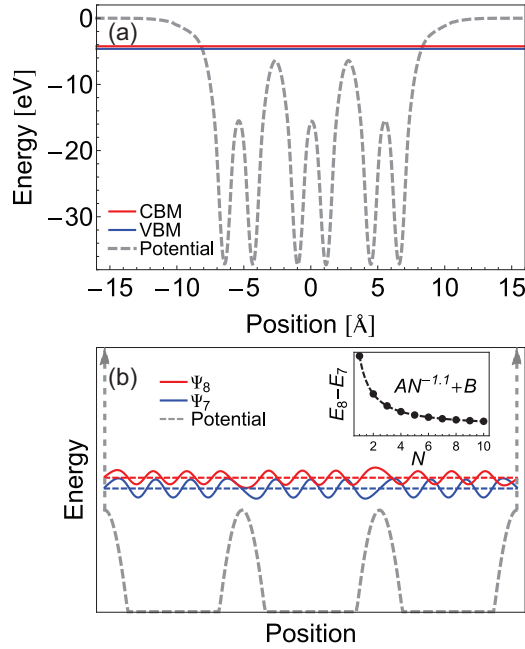 (a)
0
−10
−20
−30
Energy [eV]
CBM
VBM
Potential
−15 −10 −5 0 5 10 15
Position [Å]
(b)
Ψ8
Ψ7
Potential
E8−E7
AN^−1.1+B
2 4 6 8 10
N
Energy
Position